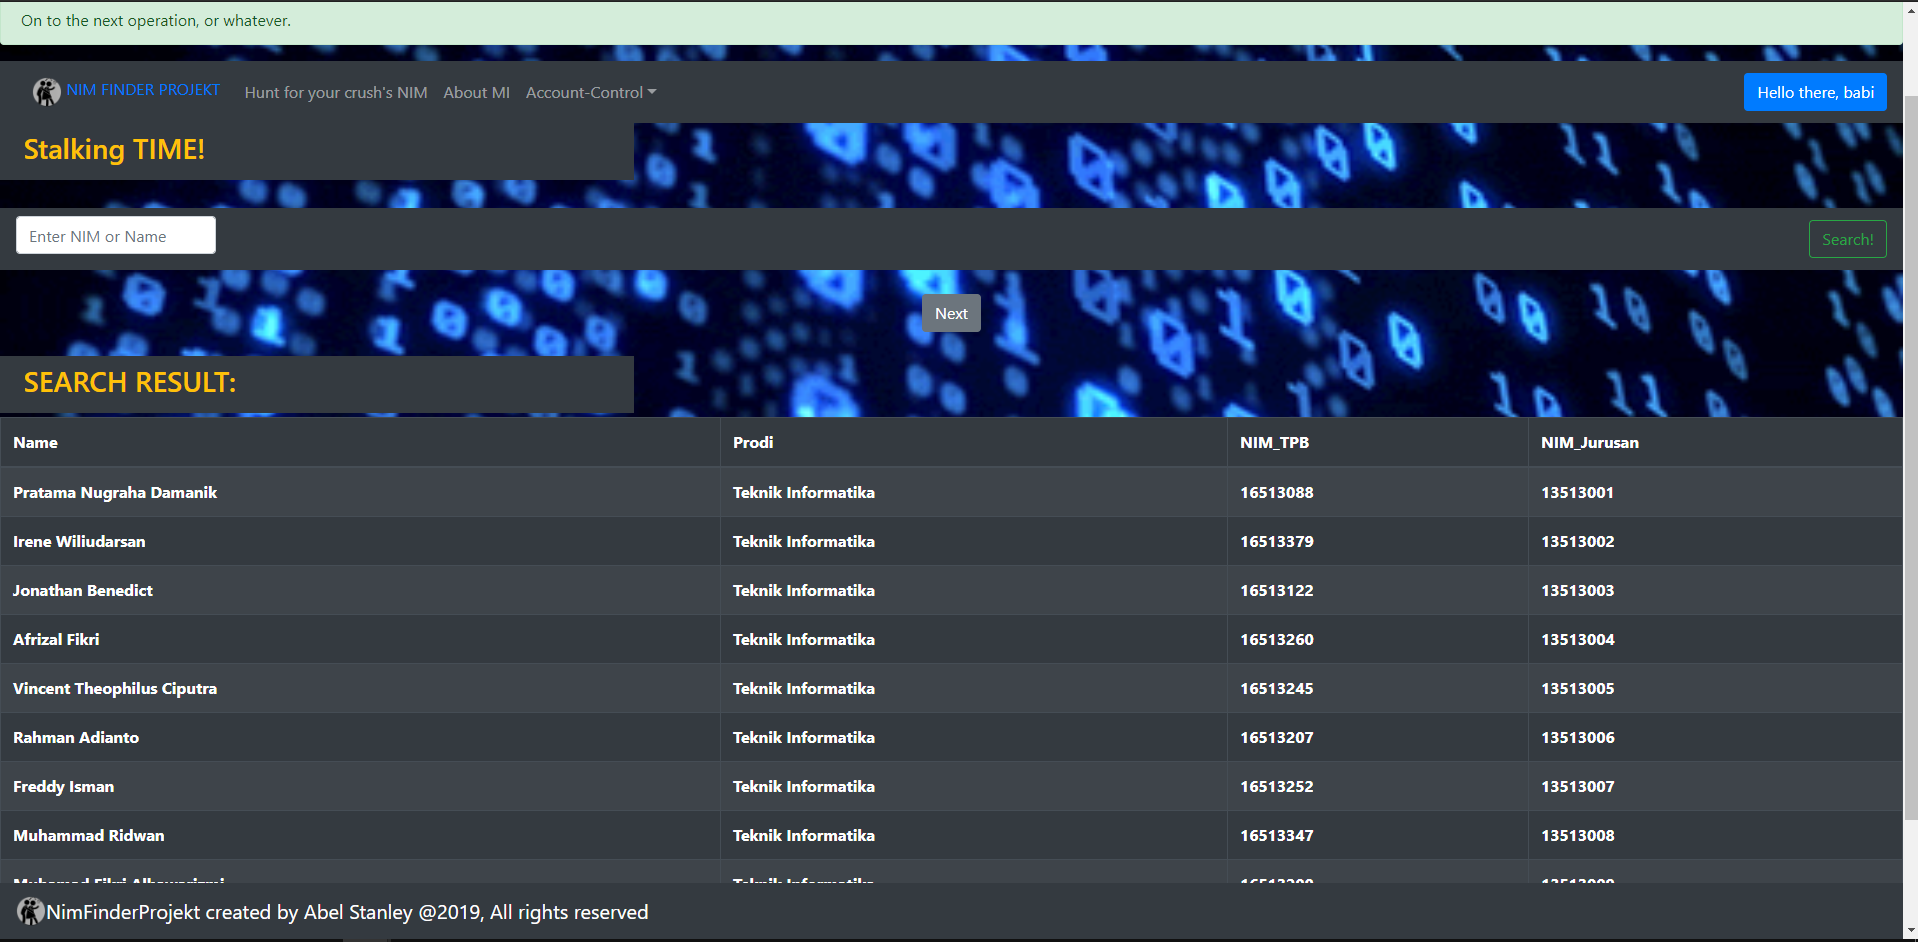 On to the next operation, or whatever.
NIM FINDER PROJEKT Hunt for your crush's NIM About MI Account-Control Hello there, babi
Stalking TIME!
Enter NIM or Name Search!
Next
SEARCH RESULT:
Name Prodi NIM_TPB NIM_Jurusan
Pratama Nugraha Damanik Teknik Informatika 16513088 13513001
Irene Wiliudarsan Teknik Informatika 16513379 13513002
Jonathan Benedict Teknik Informatika 16513122 13513003
Afrizal Fikri Teknik Informatika 16513260 13513004
Vincent Theophilus Ciputra Teknik Informatika 16513245 13513005
Rahman Adianto Teknik Informatika 16513207 13513006
Freddy Isman Teknik Informatika 16513252 13513007
Muhammad Ridwan Teknik Informatika 16513347 13513008
Teknik Informatika
NimFinderProjekt created by Abel Stanley @2019, All rights reserved